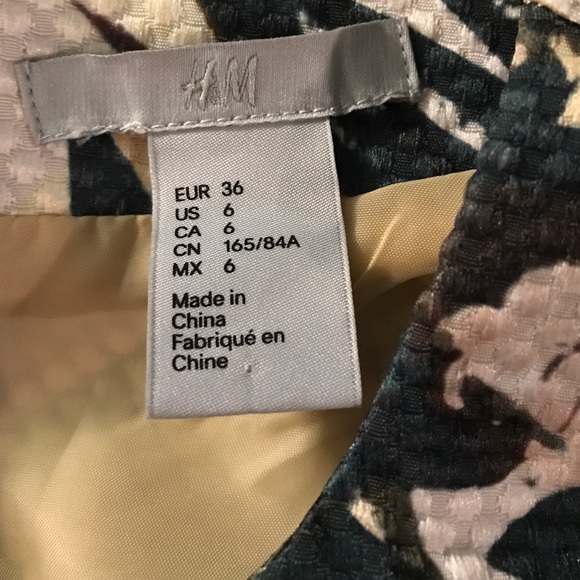 H&M
EUR 36
US 6
CA 6
CN 165/84A
MX 6
Made in
China
Fabriqué en
Chine